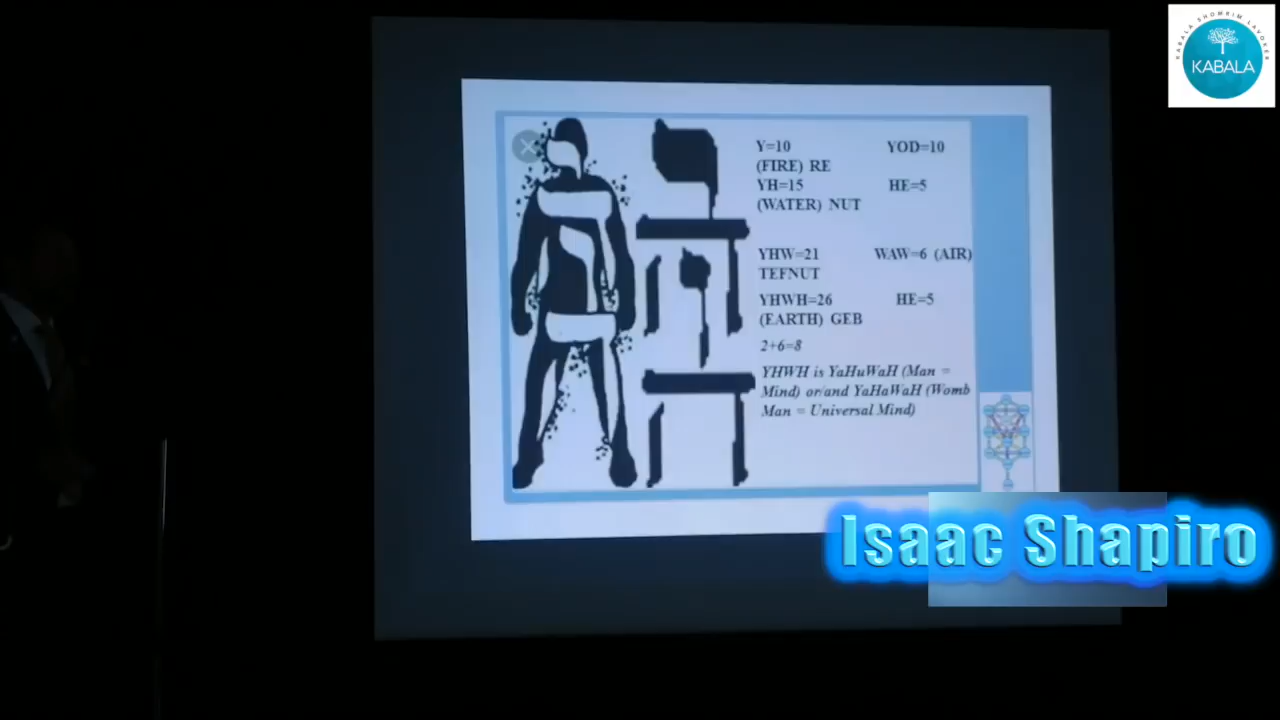 KABALA SHOMRIM LAVOKER
KABALA
Y=10 YOD=10
(FIRE) RE
YH=15 HE=5
(WATER) NUT
YHW=21 WAW=6 (AIR)
TEFNUT
YHWH=26 HE=5
(EARTH) GEB
2+6=8
YHWH is YaHuWaH (Man =
Mind) or/and YaHaWaH (Womb
Man = Universal Mind)
י
ה
ו
ה
Isaac Shapiro